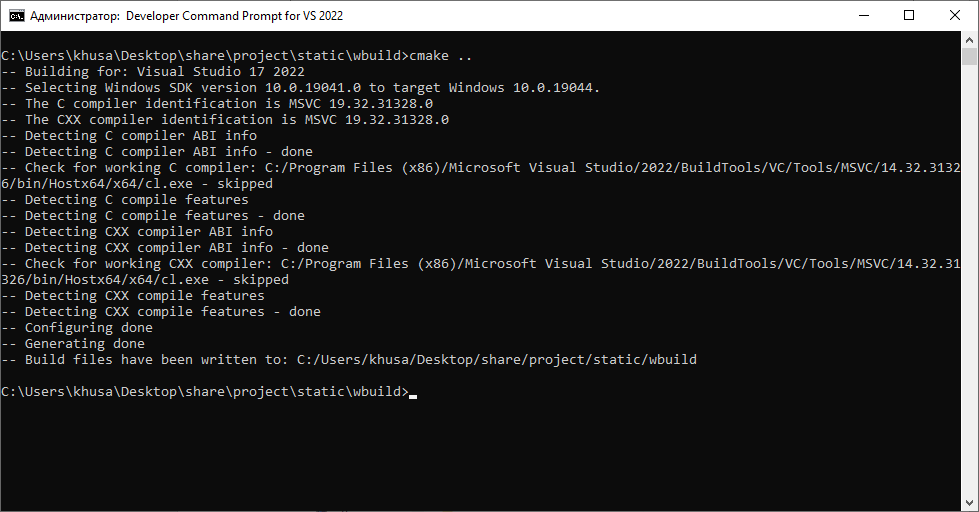 Администратор: Developer Command Prompt for VS 2022
C:\Users\khusa\Desktop\share\project\static\wbuild>cmake ..
-- Building for: Visual Studio 17 2022
-- Selecting Windows SDK version 10.0.19041.0 to target Windows 10.0.19044.
-- The C compiler identification is MSVC 19.32.31328.0
-- The CXX compiler identification is MSVC 19.32.31328.0
-- Detecting C compiler ABI info
-- Detecting C compiler ABI info - done
-- Check for working C compiler: C:/Program Files (x86)/Microsoft Visual Studio/2022/BuildTools/VC/Tools/MSVC/14.32.3132
6/bin/Hostx64/x64/cl.exe - skipped
-- Detecting C compile features
-- Detecting C compile features - done
-- Detecting CXX compiler ABI info
-- Detecting CXX compiler ABI info - done
-- Check for working CXX compiler: C:/Program Files (x86)/Microsoft Visual Studio/2022/BuildTools/VC/Tools/MSVC/14.32.31
326/bin/Hostx64/x64/cl.exe - skipped
-- Detecting CXX compile features
-- Detecting CXX compile features - done
-- Configuring done
-- Generating done
-- Build files have been written to: C:/Users/khusa/Desktop/share/project/static/wbuild
C:\Users\khusa\Desktop\share\project\static\wbuild>